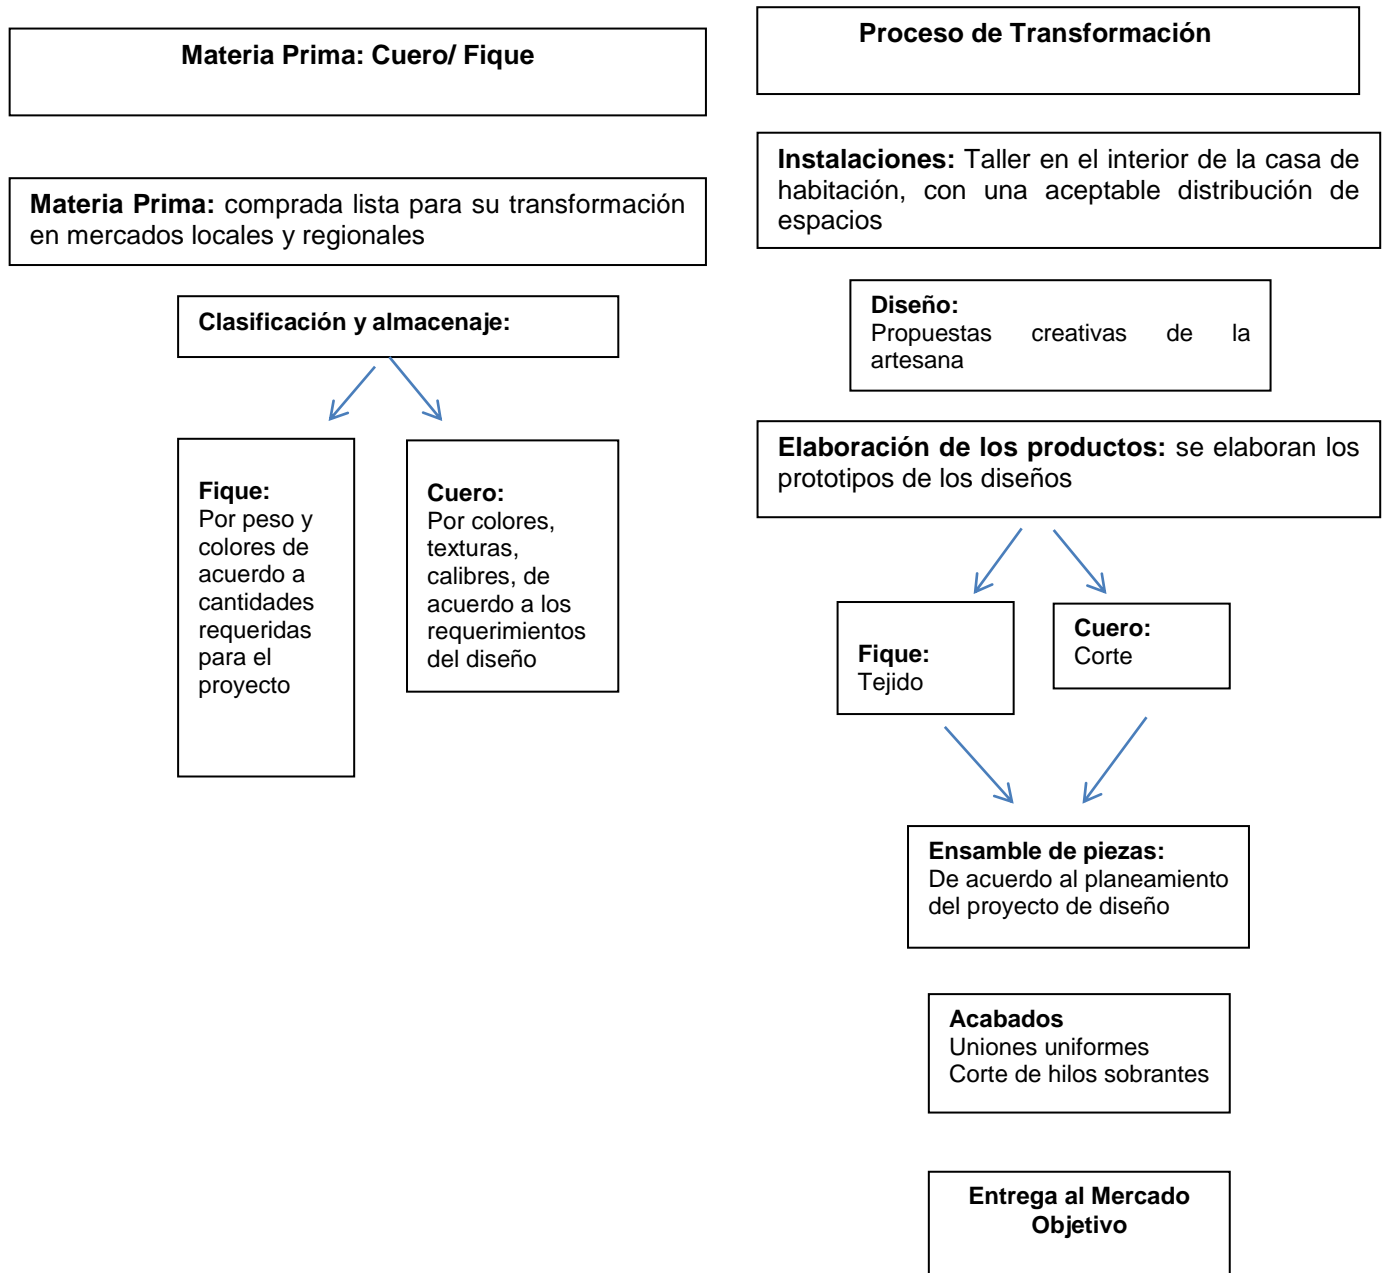 Materia Prima: Cuero/ Fique
Materia Prima: comprada lista para su transformación
en mercados locales y regionales
Clasificación y almacenaje:
Fique:
Por peso y
colores de
acuerdo a
cantidades
requeridas
para el
proyecto
Cuero:
Por colores,
texturas,
calibres, de
acuerdo a los
requerimientos
del diseño
Proceso de Transformación
Instalaciones: Taller en el interior de la casa de
habitación, con una aceptable distribución de
espacios
Diseño:
Propuestas creativas de la
artesana
Elaboración de los productos: se elaboran los
prototipos de los diseños
Fique:
Tejido
Cuero:
Corte
Ensamble de piezas:
De acuerdo al planeamiento
del proyecto de diseño
Acabados
Uniones uniformes
Corte de hilos sobrantes
Entrega al Mercado
Objetivo